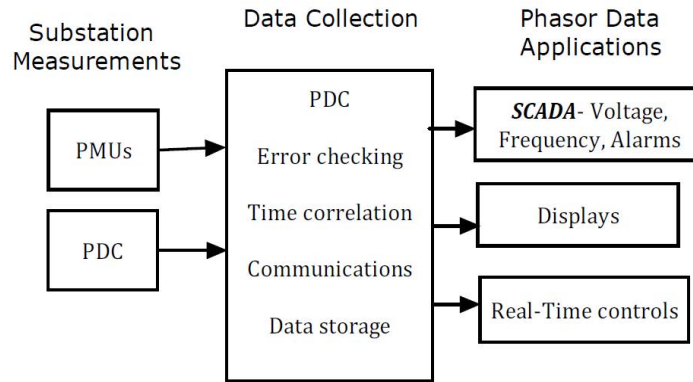 Substation
Measurements
Data Collection
Phasor Data
Applications
PMUs
PDC
PDC
Error checking
Time correlation
Communications
Data storage
SCADA- Voltage,
Frequency, Alarms
Displays
Real-Time controls